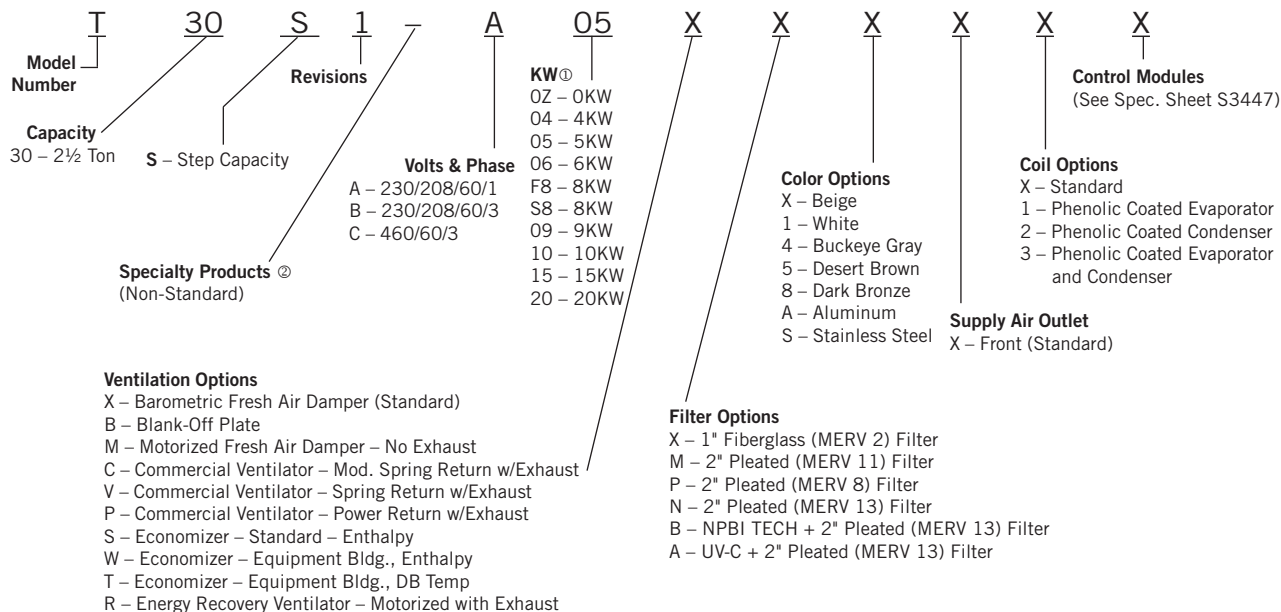 T 30 S 1 – A 05 X X X X X X
Model
Number
Capacity
30 – 2½ Ton
S – Step Capacity
Revisions
Specialty Products ②
(Non-Standard)
Volts & Phase
A – 230/208/60/1
B – 230/208/60/3
C – 460/60/3
KW①
0Z – 0KW
04 – 4KW
05 – 5KW
06 – 6KW
F8 – 8KW
S8 – 8KW
09 – 9KW
10 – 10KW
15 – 15KW
20 – 20KW
Ventilation Options
X – Barometric Fresh Air Damper (Standard)
B – Blank-Off Plate
M – Motorized Fresh Air Damper – No Exhaust
C – Commercial Ventilator – Mod. Spring Return w/Exhaust
V – Commercial Ventilator – Spring Return w/Exhaust
P – Commercial Ventilator – Power Return w/Exhaust
S – Economizer – Standard – Enthalpy
W – Economizer – Equipment Bldg., Enthalpy
T – Economizer – Equipment Bldg., DB Temp
R – Energy Recovery Ventilator – Motorized with Exhaust
Filter Options
X – 1" Fiberglass (MERV 2) Filter
M – 2" Pleated (MERV 11) Filter
P – 2" Pleated (MERV 8) Filter
N – 2" Pleated (MERV 13) Filter
B – NPBI TECH + 2" Pleated (MERV 13) Filter
A – UV-C + 2" Pleated (MERV 13) Filter
Color Options
X – Beige
1 – White
4 – Buckeye Gray
5 – Desert Brown
8 – Dark Bronze
A – Aluminum
S – Stainless Steel
Supply Air Outlet
X – Front (Standard)
Coil Options
X – Standard
1 – Phenolic Coated Evaporator
2 – Phenolic Coated Condenser
3 – Phenolic Coated Evaporator
and Condenser
Control Modules
(See Spec. Sheet S3447)